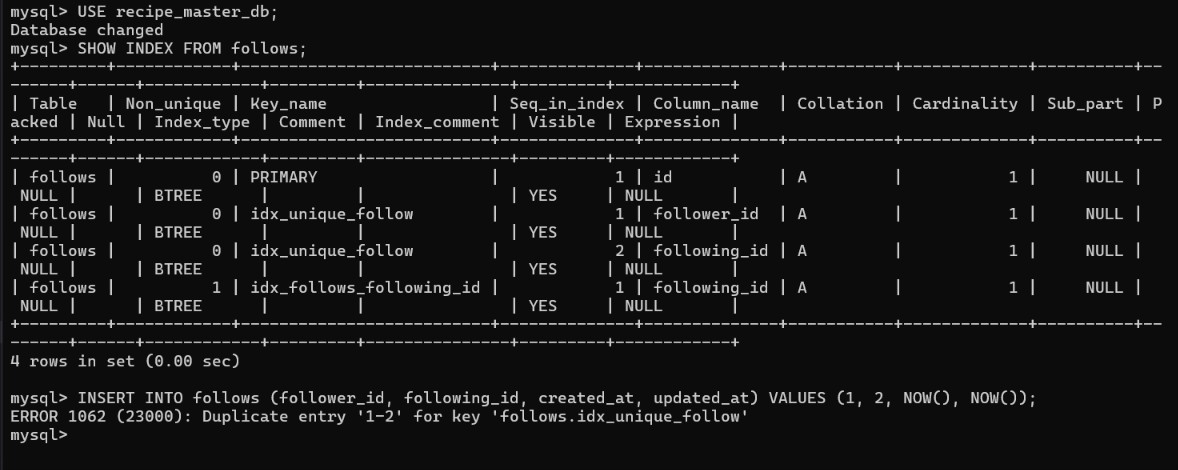 mysql> USE recipe_master_db;
Database changed
mysql> SHOW INDEX FROM follows;
+---------+------------+--------------------------+--------------+--------------+-----------+-------------+----------+--
------+------+------------+---------+---------------+---------+------------+
| Table   | Non_unique | Key_name                 | Seq_in_index | Column_name  | Collation | Cardinality | Sub_part | P
acked | Null | Index_type | Comment | Index_comment | Visible | Expression |
+---------+------------+--------------------------+--------------+--------------+-----------+-------------+----------+--
------+------+------------+---------+---------------+---------+------------+
| follows |          0 | PRIMARY                  |            1 | id           | A         |           1 |     NULL |
 NULL |      | BTREE      |         |               | YES     | NULL       |
| follows |          0 | idx_unique_follow        |            1 | follower_id  | A         |           1 |     NULL |
 NULL |      | BTREE      |         |               | YES     | NULL       |
| follows |          0 | idx_unique_follow        |            2 | following_id | A         |           1 |     NULL |
 NULL |      | BTREE      |         |               | YES     | NULL       |
| follows |          1 | idx_follows_following_id |            1 | following_id | A         |           1 |     NULL |
 NULL |      | BTREE      |         |               | YES     | NULL       |
+---------+------------+--------------------------+--------------+--------------+-----------+-------------+----------+--
------+------+------------+---------+---------------+---------+------------+
4 rows in set (0.00 sec)
mysql> INSERT INTO follows (follower_id, following_id, created_at, updated_at) VALUES (1, 2, NOW(), NOW());
ERROR 1062 (23000): Duplicate entry '1-2' for key 'follows.idx_unique_follow'
mysql>